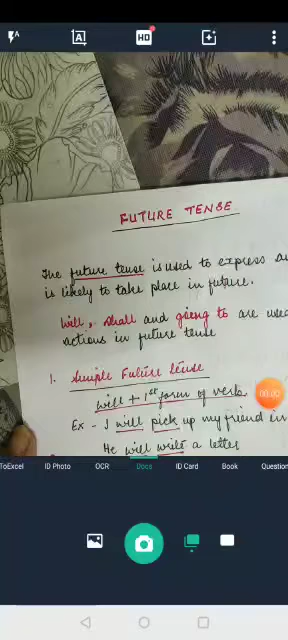 A
A
HD
FUTURE TENSE
The future tense is used to express an
is likely to take place in future.
Will, shall and going to are used
actions in future tense
1. Simple Future tense
will + 1st form of verb.
00:00
Ex - I will pick up my friend in
He will write a letter
ToExcel ID Photo OCR Docs ID Card Book Question